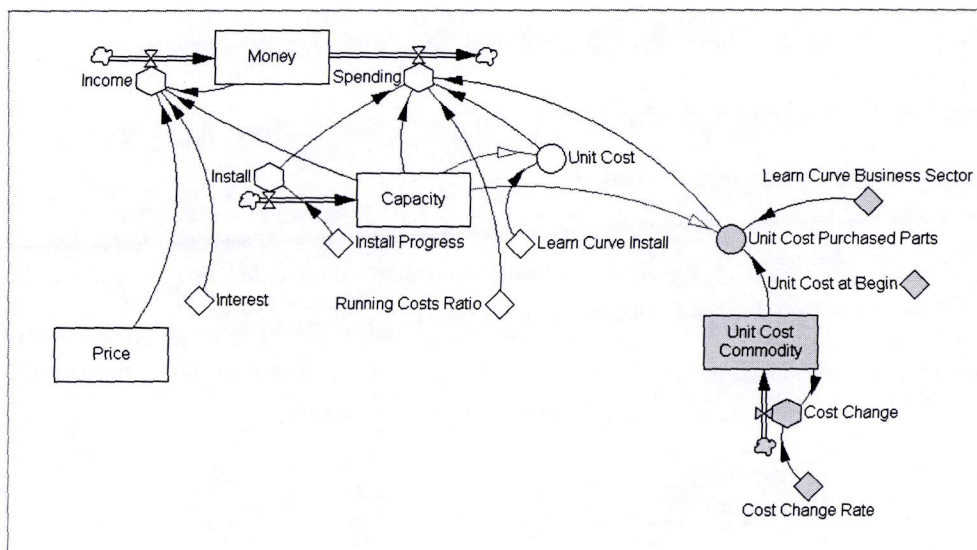 Money
Income
Spending
Install
Unit Cost
Capacity
Learn Curve Business Sector
Install Progress
Learn Curve Install
Unit Cost Purchased Parts
Unit Cost at Begin
Interest
Running Costs Ratio
Price
Unit Cost
Commodity
Cost Change
Cost Change Rate